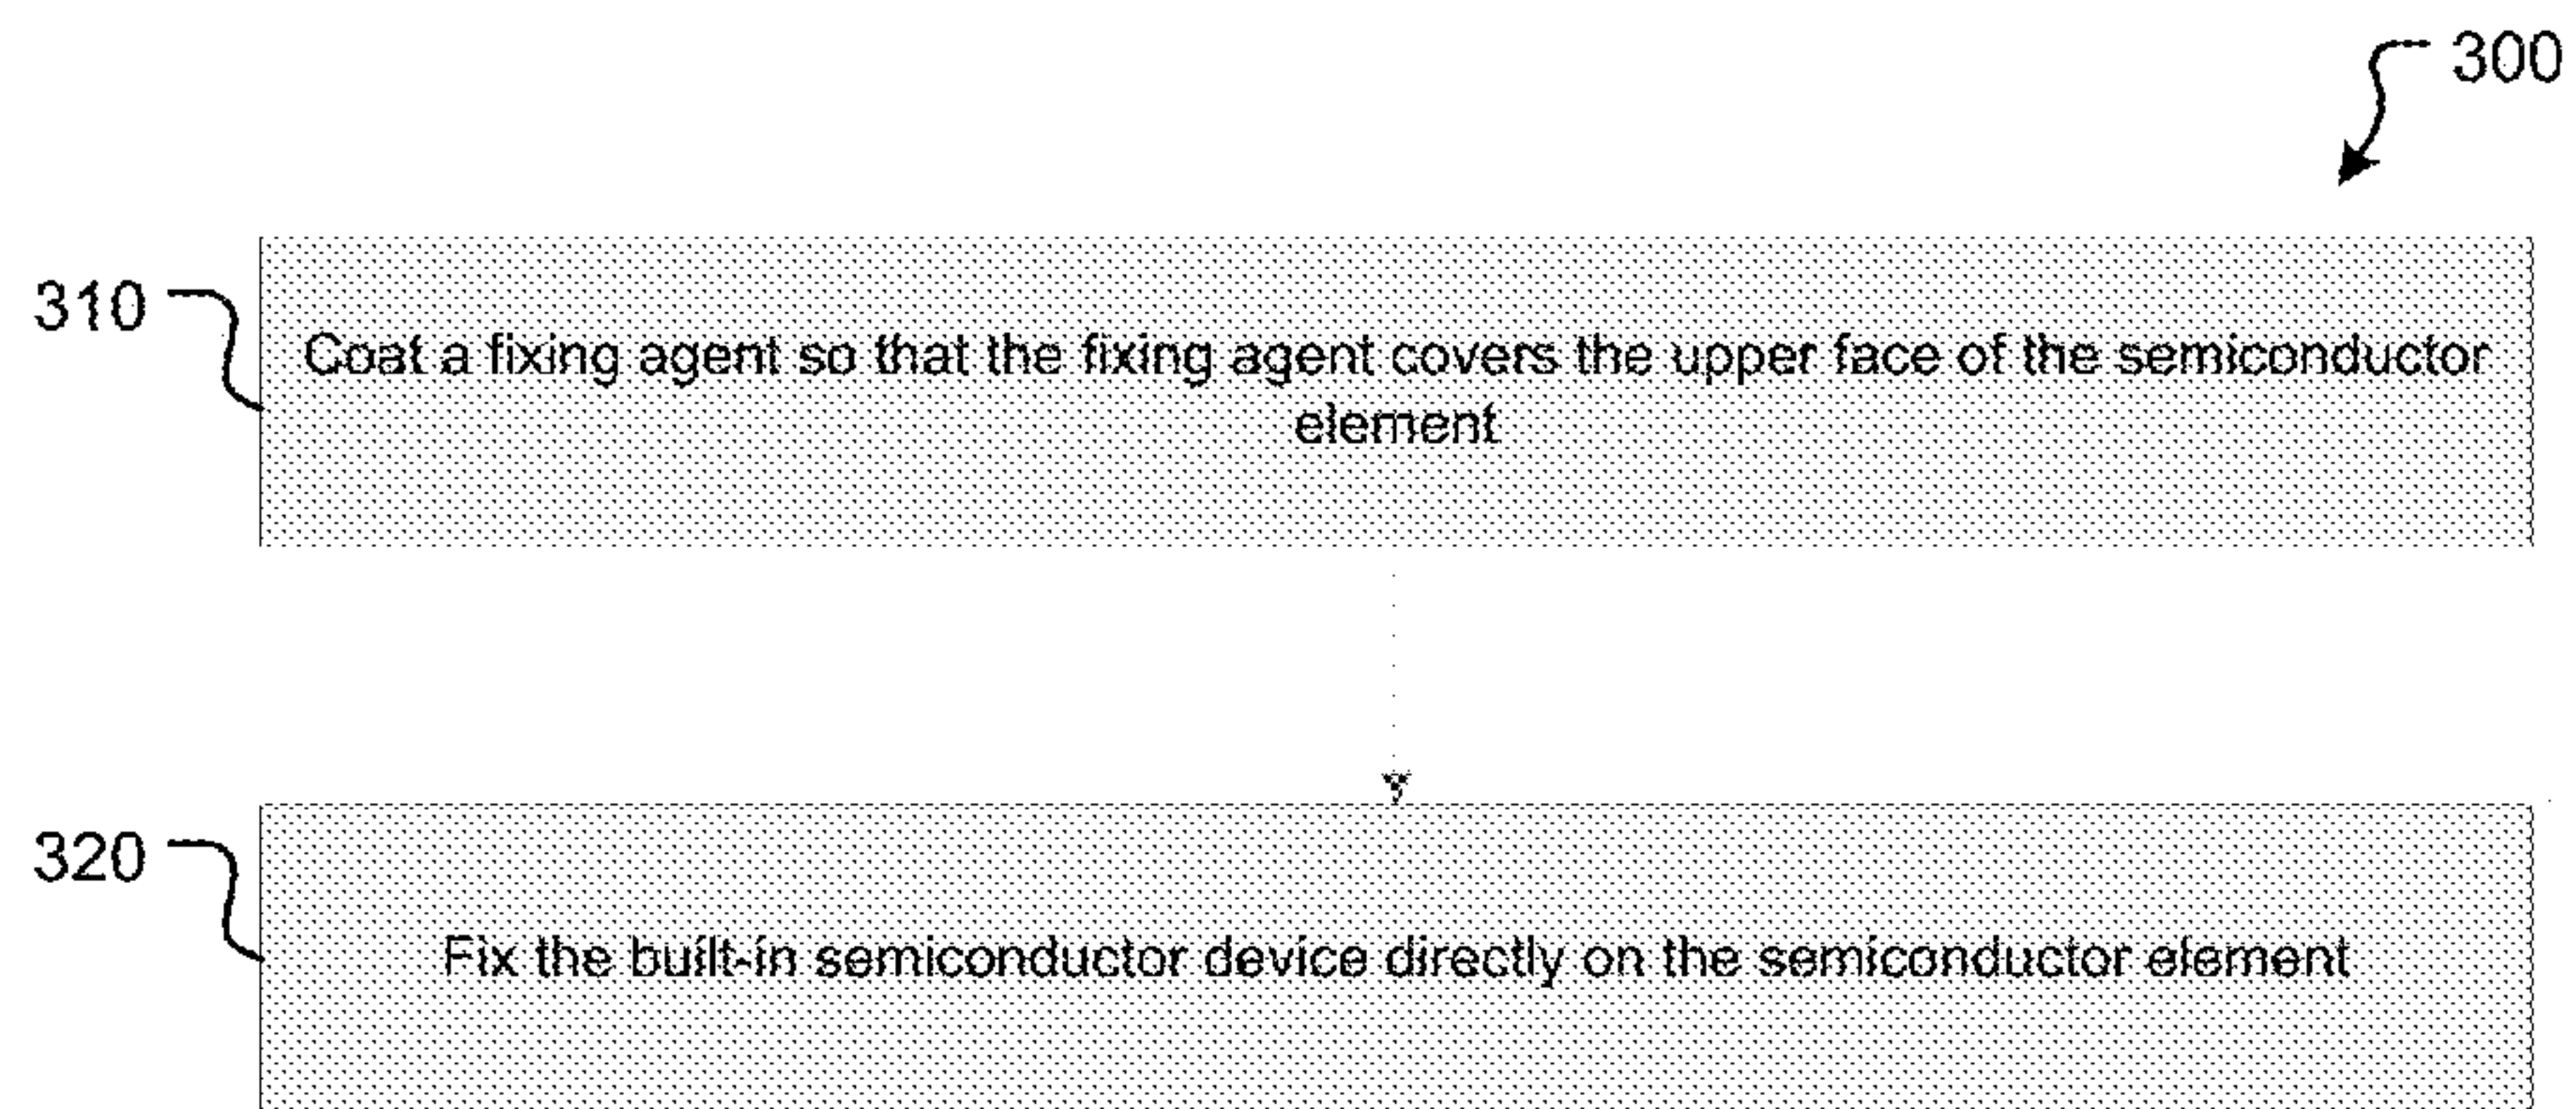 300
310
Coat a fixing agent so that the fixing agent covers the upper face of the semiconductor
element
320
Fix the built-in semiconductor device directly on the semiconductor element